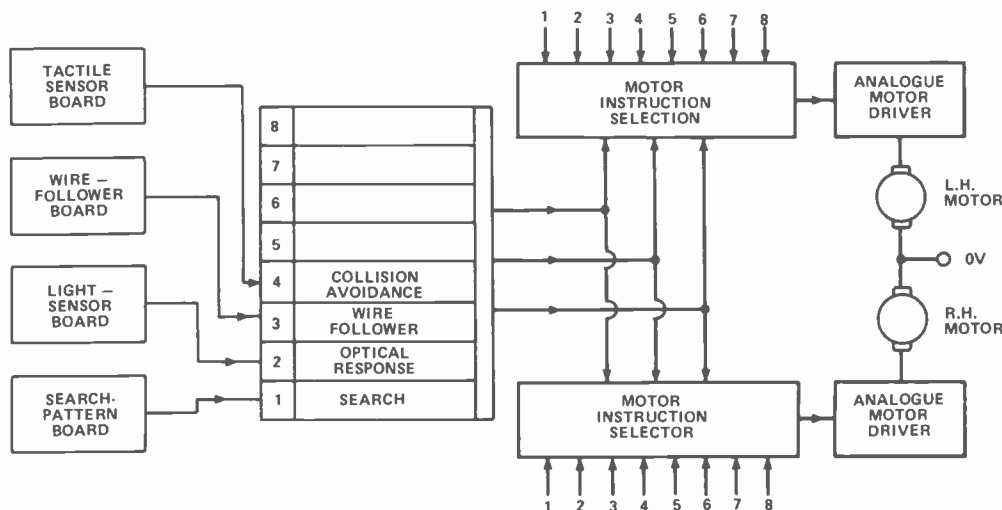 TACTILE
SENSOR
BOARD
WIRE –
FOLLOWER
BOARD
LIGHT –
SENSOR
BOARD
SEARCH-
PATTERN
BOARD
8
7
6
5
4 COLLISION
AVOIDANCE
3 WIRE
FOLLOWER
2 OPTICAL
RESPONSE
1 SEARCH
1 2 3 4 5 6 7 8
MOTOR
INSTRUCTION
SELECTION
ANALOGUE
MOTOR
DRIVER
L.H.
MOTOR
0V
R.H.
MOTOR
MOTOR
INSTRUCTION
SELECTOR
ANALOGUE
MOTOR
DRIVER
1 2 3 4 5 6 7 8